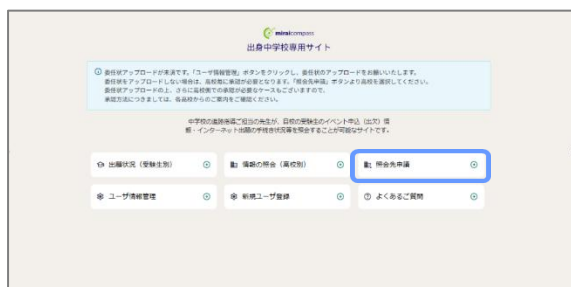 miraicompass
出身中学校専用サイト
委任状アップロードが未済です。「ユーザ情報管理」ボタンをクリックし、委任状のアップロードをお願いいたします。
委任状をアップロードしない場合は、高校毎に承認が必要となります。「照会先申請」ボタンより高校を選択してください。
委任状アップロードの上、さらに高校側での承認が必要なケースもございますので、
承認方法につきましては、各高校からのご案内をご確認ください。
中学校の進路指導ご担当の先生が、自校の受験生のイベント申込（出欠）情
報・インターネット出願の手続き状況等を照会することが可能なサイトです。
出願状況（受験生別）
情報の照会（高校別）
照会先申請
ユーザ情報管理
新規ユーザ登録
よくあるご質問